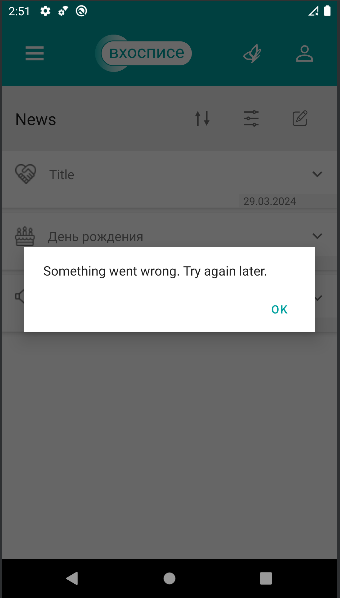 2:51
вхосписе
News
Title
29.03.2024
День рождения
Something went wrong. Try again later.
OK